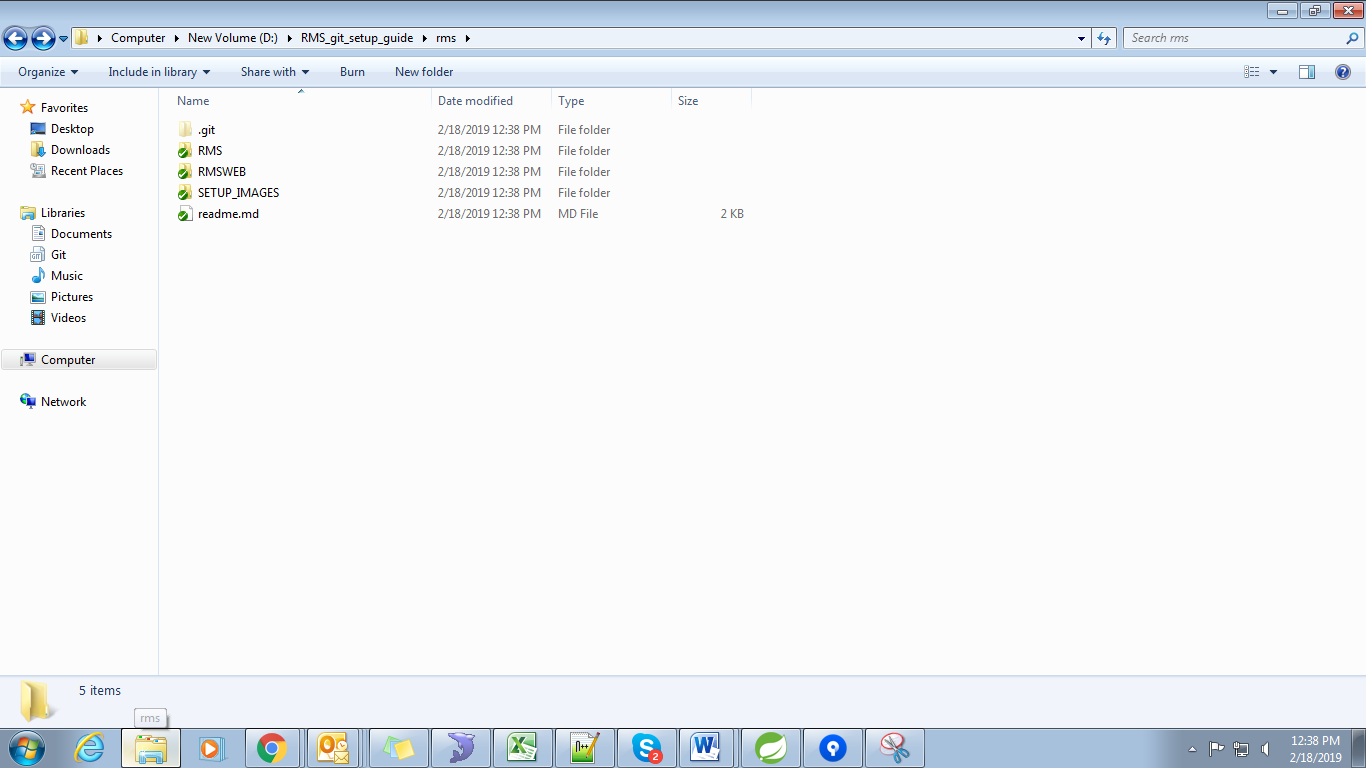 Computer New Volume (D:) RMS_git_setup_guide rms
Search rms
Organize Include in library Share with Burn New folder
Name Date modified Type Size
.git 2/18/2019 12:38 PM File folder
RMS 2/18/2019 12:38 PM File folder
RMSWEB 2/18/2019 12:38 PM File folder
SETUP_IMAGES 2/18/2019 12:38 PM File folder
readme.md 2/18/2019 12:38 PM MD File 2 KB
Favorites
Desktop
Downloads
Recent Places
Libraries
Documents
Git
Music
Pictures
Videos
Computer
Network
5 items
rms
2
12:38 PM
2/18/2019